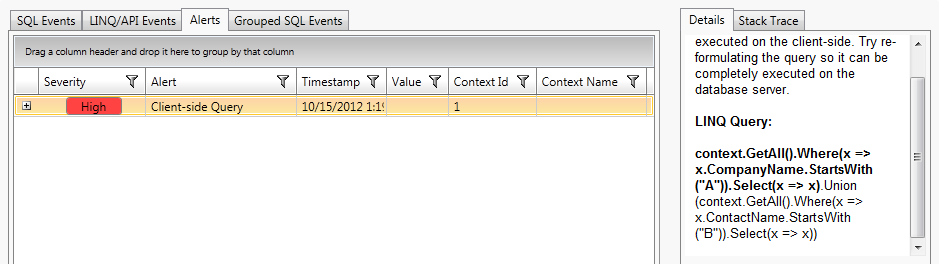 SQL Events LINQ/API Events Alerts Grouped SQL Events
Drag a column header and drop it here to group by that column
Severity Alert Timestamp Value Context Id Context Name
High Client-side Query 10/15/2012 1:19 1
Details Stack Trace
executed on the client-side. Try re-
formulating the query so it can be
completely executed on the
database server.
LINQ Query:
context.GetAll().Where(x =>
x.CompanyName.StartsWith
("A")).Select(x => x).Union
(context.GetAll().Where(x =>
x.ContactName.StartsWith
("B")).Select(x => x))